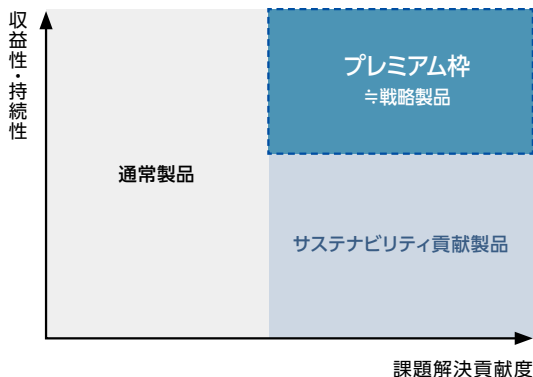 収益性・持続性
プレミアム枠
≒戦略製品
通常製品
サステナビリティ貢献製品
課題解決貢献度